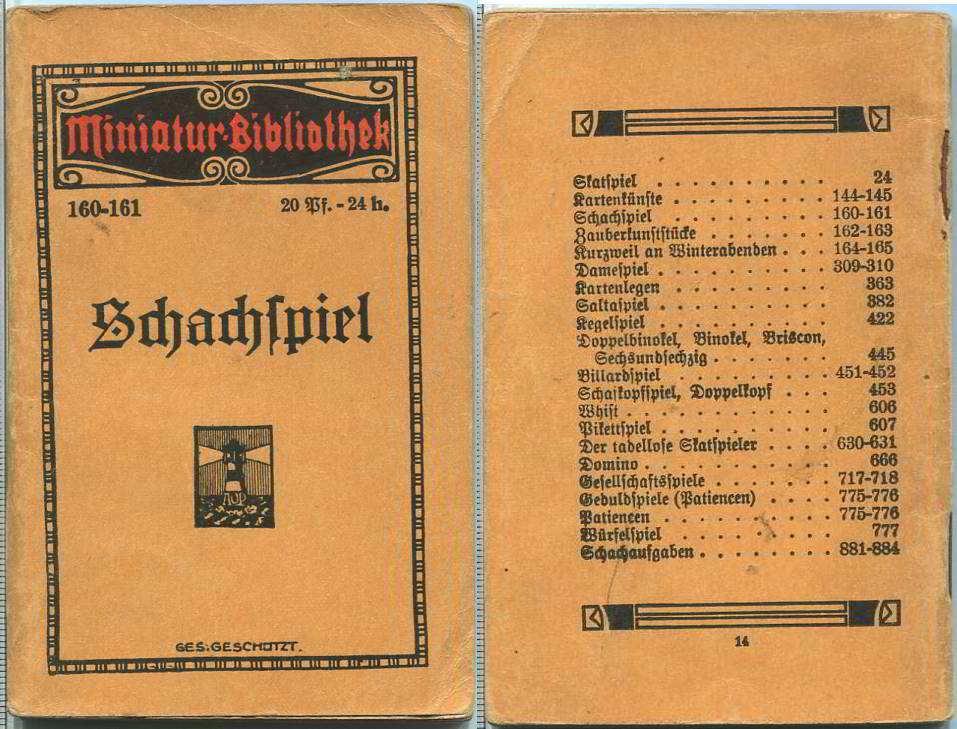 Miniatur-Bibliothek
160-161 20 Pf. - 24 h.
Schachspiel
GES. GESCHÜTZT.
Skatspiel . . . . . . . . . . 24
Kartenkünste . . . . . . . . . 144-145
Schachspiel . . . . . . . . . 160-161
Zauberkunststücke . . . . . . . 162-163
Kurzweil an Winterabenden . . . 164-165
Damespiel . . . . . . . . . . 309-310
Kartenlegen . . . . . . . . . 363
Saltaspiel . . . . . . . . . . 382
Kegelspiel . . . . . . . . . . 422
Doppelbinokel, Binokel, Briscon,
Sechsundsechzig . . . . . . . 445
Billardspiel . . . . . . . . . 451-452
Schafkopfspiel, Doppelkopf . . . 453
Whist . . . . . . . . . . . 606
Pikettspiel . . . . . . . . . 607
Der tadellose Skatspieler . . . . 630-631
Domino . . . . . . . . . . . 666
Gesellschaftsspiele . . . . . . 717-718
Geduldspiele (Patiencen) . . . . 775-776
Patiencen . . . . . . . . . . 775-776
Würfelspiel . . . . . . . . . 777
Schachaufgaben . . . . . . . . 881-884
14